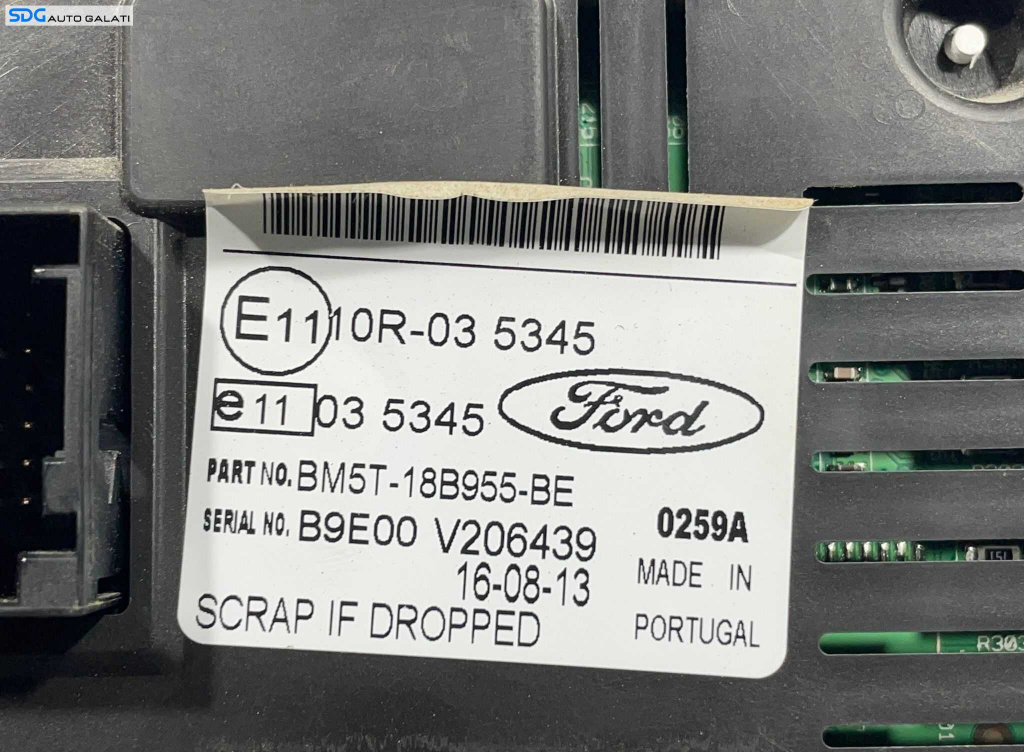 SDG AUTO GALATI
E11 10R-03 5345
e11 03 5345 Ford
PART NO. BM5T-18B955-BE
SERIAL NO. B9E00 V206439 0259A
16-08-13 MADE IN
SCRAP IF DROPPED PORTUGAL
151
R303